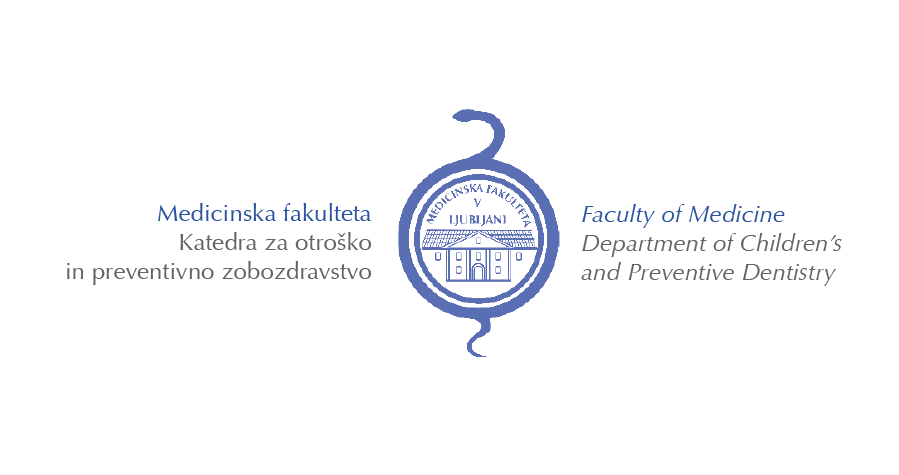 Medicinska fakulteta
Katedra za otroško
in preventivno zobozdravstvo
MEDICINSKA FAKULTETA
V
LJUBLJANI
Faculty of Medicine
Department of Children’s
and Preventive Dentistry